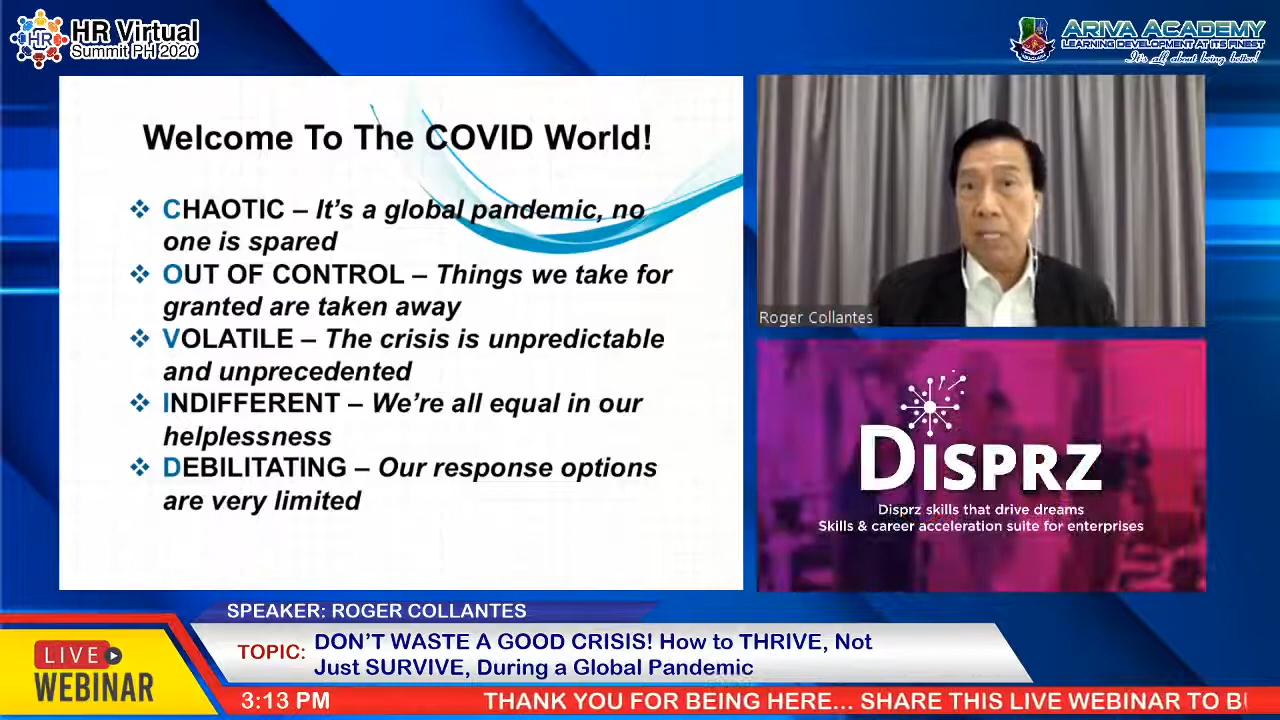 HR Virtual
Summit PH 2020
HR
ARIVA ACADEMY
LEARNING DEVELOPMENT AT ITS FINEST
It's all about being better!
Welcome To The COVID World!
❖ CHAOTIC – It’s a global pandemic, no
one is spared
❖ OUT OF CONTROL – Things we take for
granted are taken away
❖ VOLATILE – The crisis is unpredictable
and unprecedented
❖ INDIFFERENT – We’re all equal in our
helplessness
❖ DEBILITATING – Our response options
are very limited
Roger Collantes
DISPRZ
Disprz skills that drive dreams
Skills & career acceleration suite for enterprises
SPEAKER: ROGER COLLANTES
TOPIC: DON’T WASTE A GOOD CRISIS! How to THRIVE, Not
Just SURVIVE, During a Global Pandemic
LIVE
WEBINAR
3:13 PM
THANK YOU FOR BEING HERE... SHARE THIS LIVE WEBINAR TO